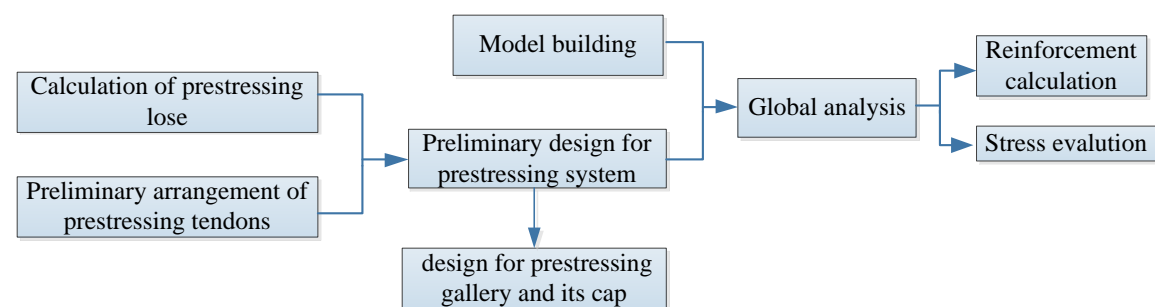 Model building
Calculation of prestressing
lose
Preliminary arrangement of
prestressing tendons
Preliminary design for
prestressing system
design for prestressing
gallery and its cap
Global analysis
Reinforcement
calculation
Stress evalution